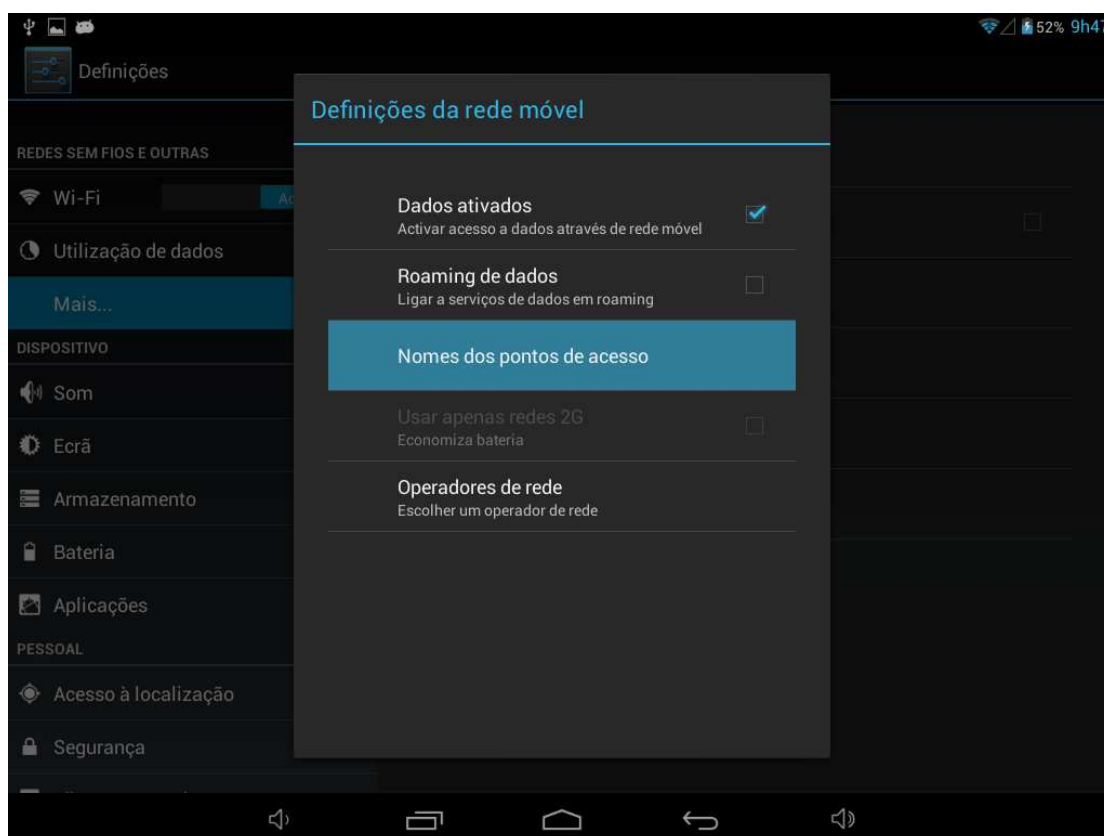 52% 9h47
Definições
Definições da rede móvel
REDES SEM FIOS E OUTRAS
Wi-Fi
Utilização de dados
Mais...
DISPOSITIVO
Som
Ecrã
Armazenamento
Bateria
Aplicações
PESSOAL
Acesso à localização
Segurança
Dados ativados
Activar acesso a dados através de rede móvel
Roaming de dados
Ligar a serviços de dados em roaming
Nomes dos pontos de acesso
Usar apenas redes 2G
Economiza bateria
Operadores de rede
Escolher um operador de rede